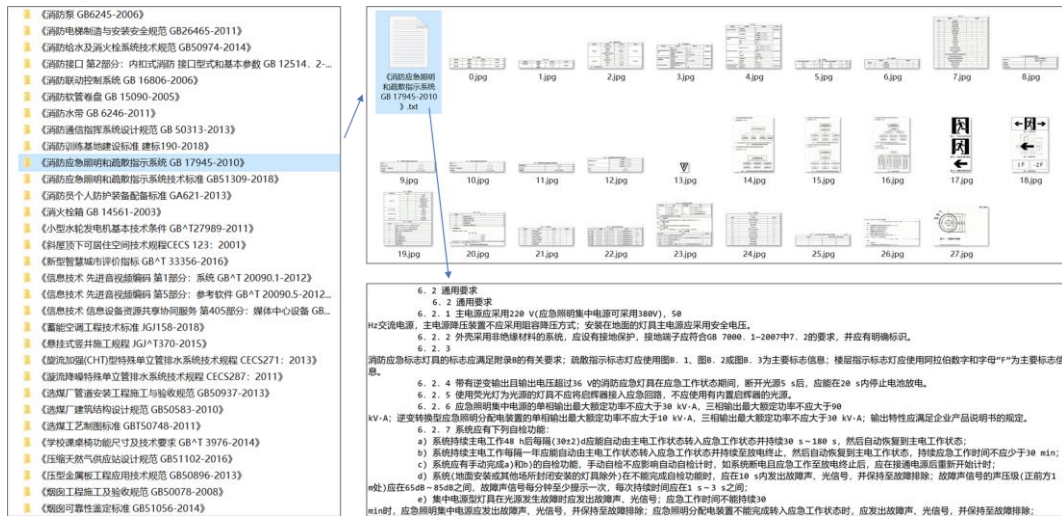 《消防泵 GB6245-2006》
《消防电梯制造与安装安全规范 GB26465-2011》
《消防给水及消火栓系统技术规范 GB50974-2014》
《消防接口 第2部分：内扣式消防 接口型式和基本参数 GB 12514．2-...
《消防联动控制系统 GB 16806-2006》
《消防软管卷盘 GB 15090-2005》
《消防水带 GB 6246-2011》
《消防通信指挥系统设计规范 GB 50313-2013》
《消防训练基地建设标准 建标190-2018》
《消防应急照明和疏散指示系统 GB 17945-2010》
《消防应急照明和疏散指示系统技术标准 GB51309-2018》
《消防员个人防护装备配备标准 GA621-2013》
《消火栓箱 GB 14561-2003》
《小型水轮发电机基本技术条件 GB^T27989-2011》
《斜屋顶下可居住空间技术规程CECS 123：2001》
《新型智慧城市评价指标 GB^T 33356-2016》
《信息技术 先进音视频编码 第1部分：系统 GB^T 20090.1-2012》
《信息技术 先进音视频编码 第5部分：参考软件 GB^T 20090.5-2012...
《信息技术 信息设备资源共享协同服务 第405部分：媒体中心设备 GB...
《蓄能空调工程技术标准 JGJ158-2018》
《悬挂式竖井施工规程 JGJ^T370-2015》
《旋流加强(CHT)型特殊单立管排水系统技术规程 CECS271；2013》
《旋流降噪特殊单立管排水系统技术规程 CECS287；2011》
《选煤厂管道安装工程施工与验收规范 GB50937-2013》
《选煤厂建筑结构设计规范 GB50583-2010》
《选煤工艺制图标准 GBT50748-2011》
《学校课桌椅功能尺寸及技术要求 GB^T 3976-2014》
《压缩天然气供应站设计规范 GB51102-2016》
《压型金属板工程应用技术规范 GB50896-2013》
《烟囱工程施工及验收规范 GB50078-2008》
《烟囱可靠性鉴定标准 GB51056-2014》
《消防应急照明
和疏散指示系统
GB 17945-2010
》.txt
0.jpg 1.jpg 2.jpg 3.jpg 4.jpg 5.jpg 6.jpg 7.jpg 8.jpg
9.jpg 10.jpg 11.jpg 12.jpg 13.jpg 14.jpg 15.jpg 16.jpg 17.jpg 18.jpg
1F -2F
19.jpg 20.jpg 21.jpg 22.jpg 23.jpg 24.jpg 25.jpg 26.jpg 27.jpg
6．2 通用要求
6．2 通用要求
6．2．1 主电源应采用220 V(应急照明集中电源可采用380V)，50
Hz交流电源，主电源降压装置不应采用阻容降压方式；安装在地面的灯具主电源应采用安全电压。
6．2．2 外壳采用非绝缘材料的系统，应设有接地保护，接地端子应符合GB 7000．1—2007中7．2的要求，并应有明确标识。
6．2．3
消防应急标志灯具的标志应满足附录B的有关要求；疏散指示标志灯应使用图B．1、图B．2或图B．3为主要标志信息；楼层指示标志灯应使用阿拉伯数字和字母“F”为主要标志信
息。
6．2．4 带有逆变输出且输出电压超过36 V的消防应急灯具在应急工作状态期间，断开光源5 s后，应能在20 s内停止电池放电。
6．2．5 使用荧光灯为光源的灯具不应将启辉器接入应急回路，不应使用有内置启辉器的光源。
6．2．6 应急照明集中电源的单相输出最大额定功率不应大于30 kV·A，三相输出最大额定功率不应大于90
kV·A；逆变转换型应急照明分配电装置的单相输出最大额定功率不应大于10 kV·A，三相输出最大额定功率不应大于30 kV·A；输出特性应满足企业产品说明书的规定。
6．2．7 系统应有下列自检功能：
a) 系统持续主电工作48 h后每隔(30±2)d应能自动由主电工作状态转入应急工作状态并持续30 s～180 s，然后自动恢复到主电工作状态；
b) 系统持续主电工作每隔一年应能自动由主电工作状态转入应急工作状态并持续至放电终止，然后自动恢复到主电工作状态，持续应急工作时间不应少于30 min；
c) 系统应有手动完成a)和b)的自检功能，手动自检不应影响自动自检计时，如系统断电且应急工作至放电终止后，应在接通电源后重新开始计时；
d) 系统(地面安装或其他场所封闭安装的灯具除外)在不能完成自检功能时，应在10 s内发出故障声、光信号，并保持至故障排除；故障声信号的声压级(正前方1
m处)应在65dB～85dB之间，故障声信号每分钟至少提示一次，每次持续时间应在1 s～3 s之间；
e) 集中电源型灯具在光源发生故障时应发出故障声、光信号；应急工作时间不能持续30
min时，应急照明集中电源应发出故障声、光信号，并保持至故障排除；应急照明分配电装置不能完成转入应急工作状态时，应发出故障声、光信号，并保持至故障排除；